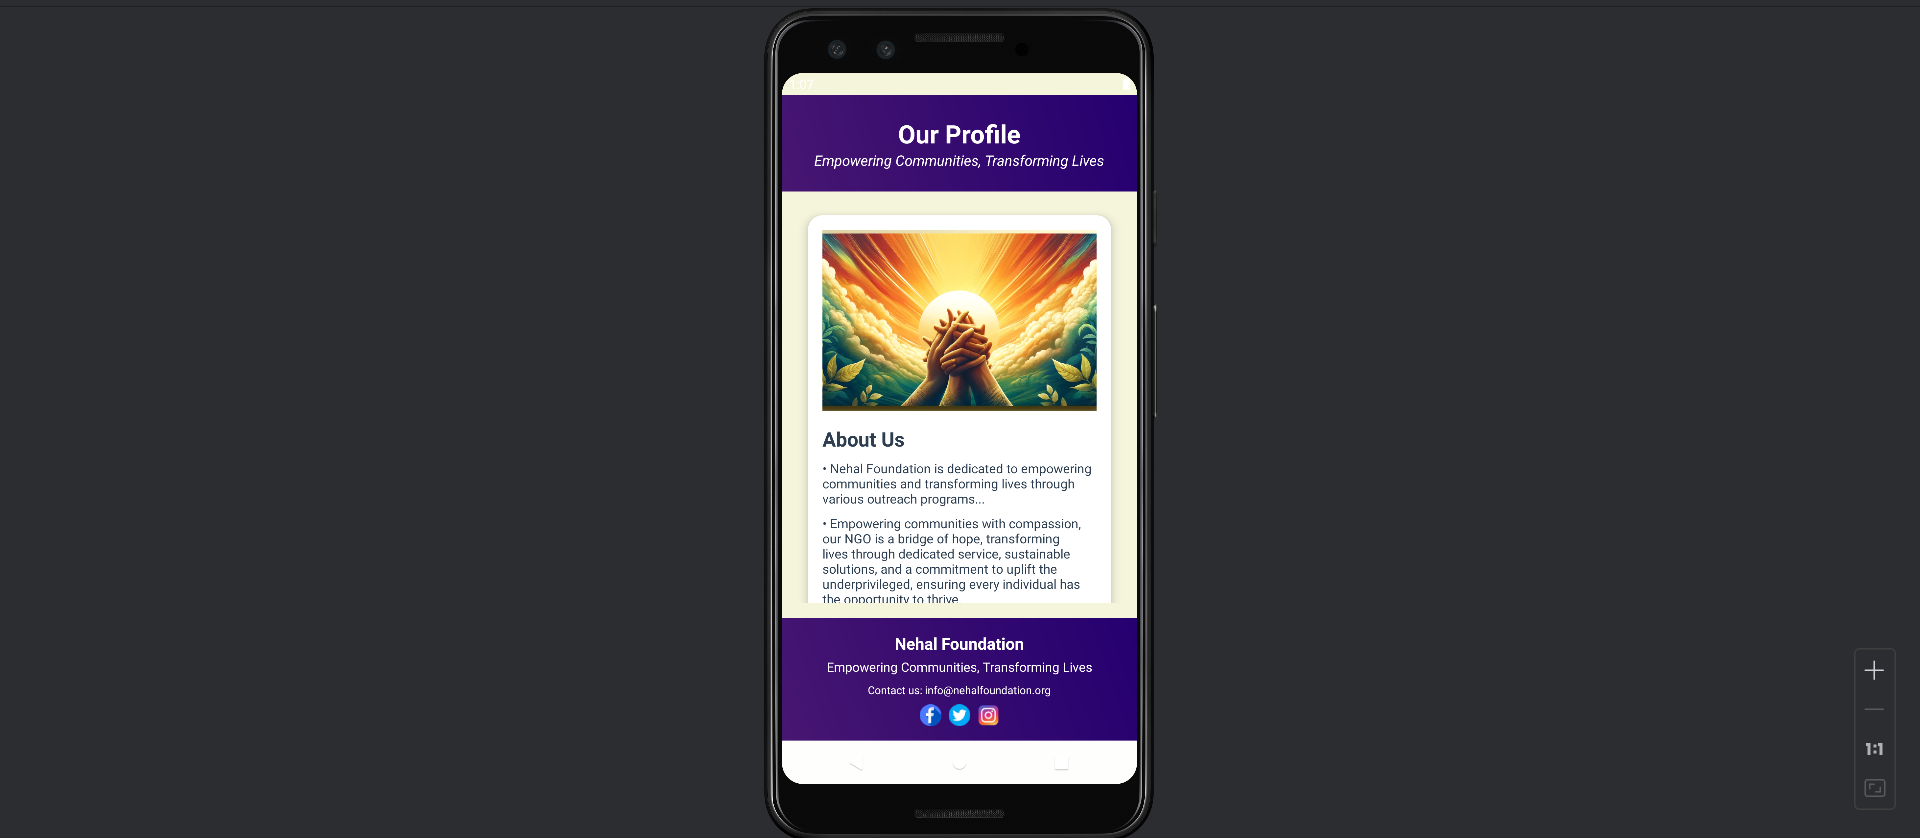 Our Profile
Empowering Communities, Transforming Lives
About Us
• Nehal Foundation is dedicated to empowering
communities and transforming lives through
various outreach programs...
• Empowering communities with compassion,
our NGO is a bridge of hope, transforming
lives through dedicated service, sustainable
solutions, and a commitment to uplift the
underprivileged, ensuring every individual has
the opportunity to thrive
Nehal Foundation
Empowering Communities, Transforming Lives
Contact us: info@nehalfoundation.org
1:1